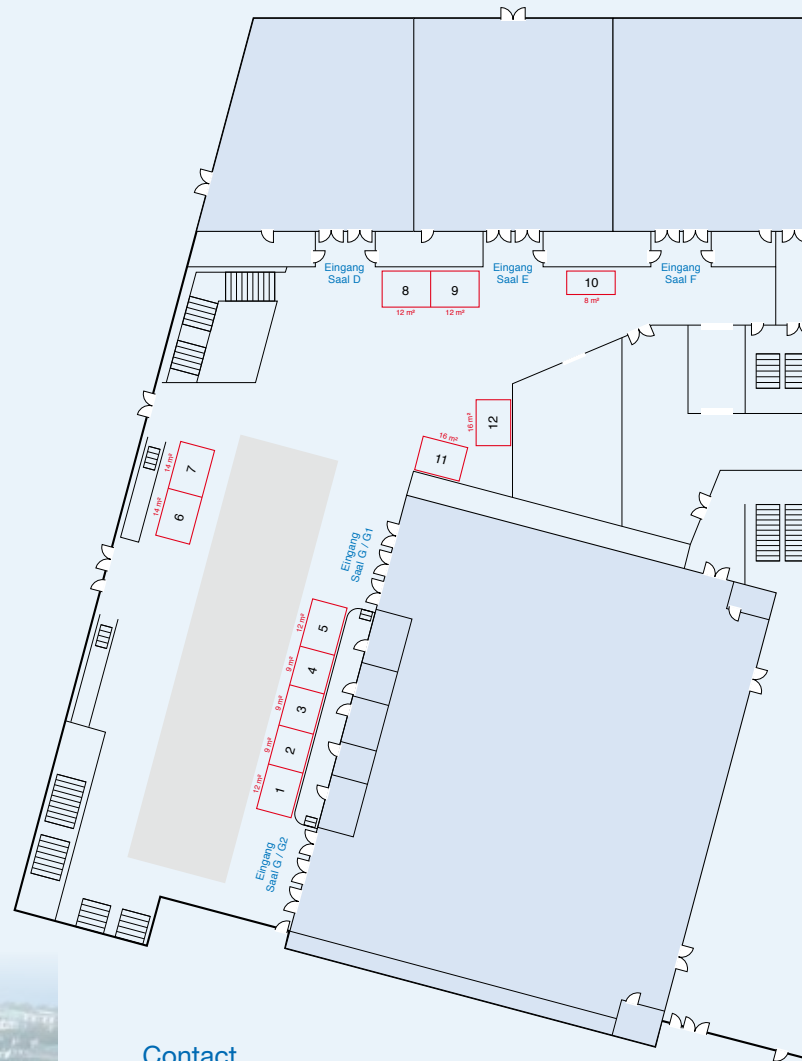 Eingang
Saal D
Eingang
Saal E
Eingang
Saal F
8
9
10
12 m²
12 m²
8 m²
16 m²
12
16 m²
11
14 m²
7
14 m²
6
Eingang
Saal G / G1
12 m²
5
9 m²
4
9 m²
3
9 m²
2
12 m²
1
Eingang
Saal G / G2
Contact